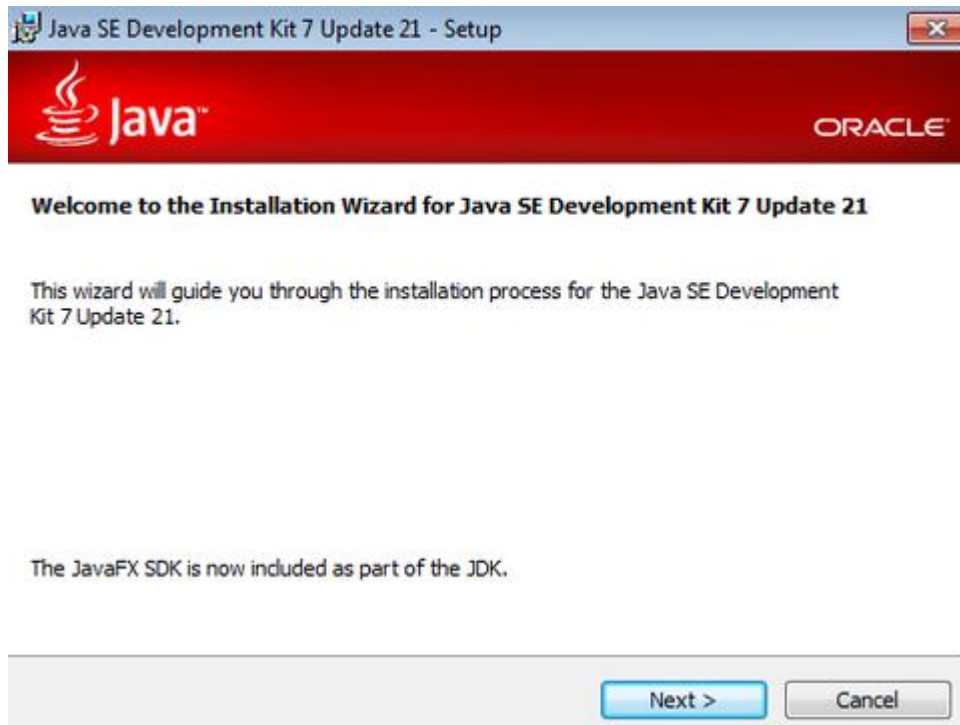 Java SE Development Kit 7 Update 21 - Setup
Java™
ORACLE
Welcome to the Installation Wizard for Java SE Development Kit 7 Update 21
This wizard will guide you through the installation process for the Java SE Development
Kit 7 Update 21.
The JavaFX SDK is now included as part of the JDK.
Next >
Cancel